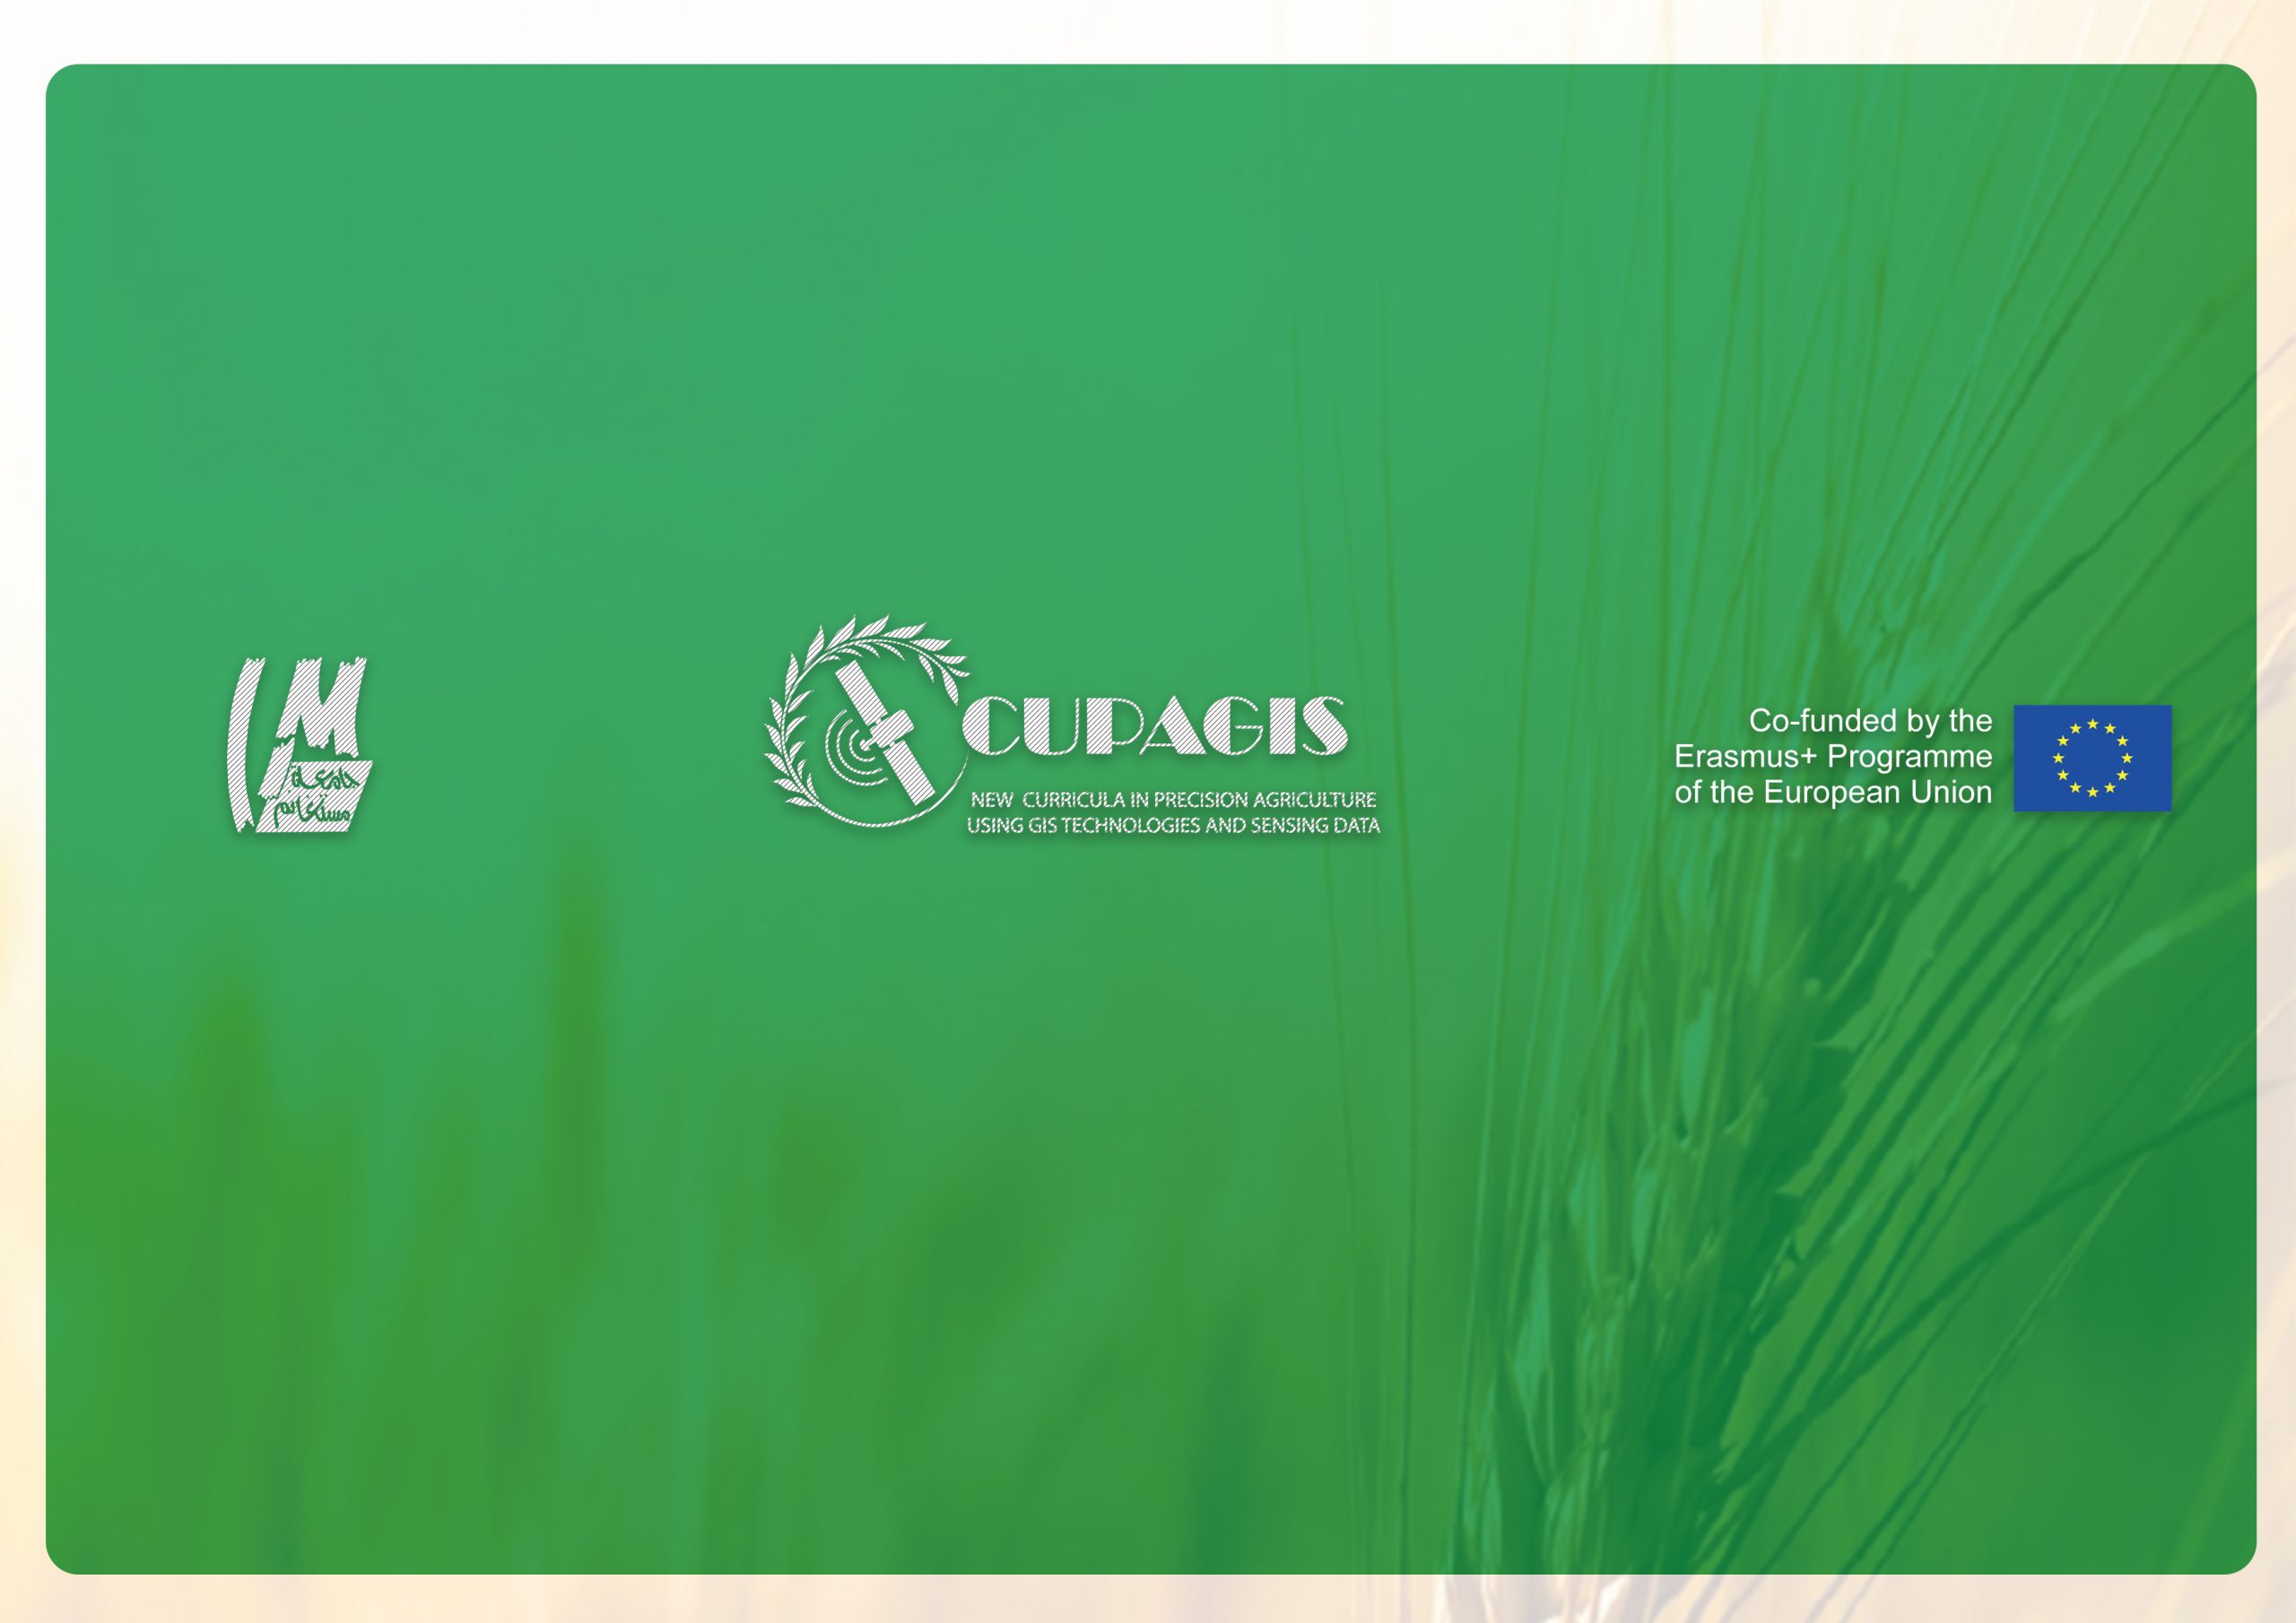 جامعة
مستغانم
CUPAGIS
NEW CURRICULA IN PRECISION AGRICULTURE
USING GIS TECHNOLOGIES AND SENSING DATA
Co-funded by the
Erasmus+ Programme
of the European Union